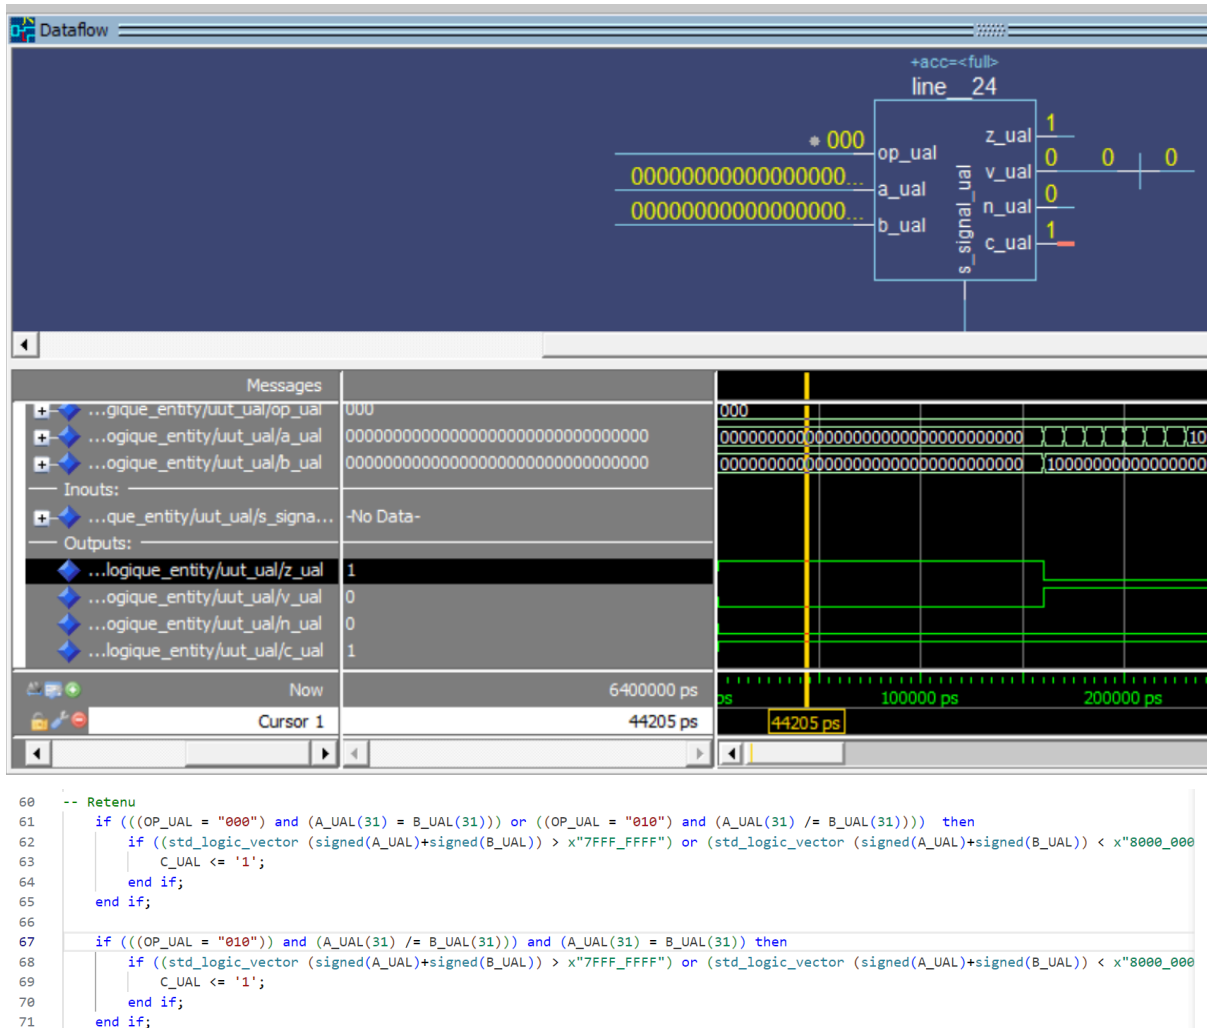 Dataflow
+acc=<full>
line__24
000
op_ual
00000000000000000...
a_ual
00000000000000000...
b_ual
s_signal_ual
z_ual
1
v_ual
0 0 0
n_ual
0
c_ual
1
Messages
...gique_entity/uut_ual/op_ual 000 000
...ogique_entity/uut_ual/a_ual 00000000000000000000000000000000 00000000000000000000000000000000 10
...ogique_entity/uut_ual/b_ual 00000000000000000000000000000000 00000000000000000000000000000000 10000000000000000
Inouts:
...que_entity/uut_ual/s_signa... -No Data-
Outputs:
...logique_entity/uut_ual/z_ual 1
...ogique_entity/uut_ual/v_ual 0
...ogique_entity/uut_ual/n_ual 0
...logique_entity/uut_ual/c_ual 1
Now 6400000 ps ps 100000 ps 200000 ps
Cursor 1 44205 ps 44205 ps
60 -- Retenu
61 if (((OP_UAL = "000") and (A_UAL(31) = B_UAL(31))) or ((OP_UAL = "010") and (A_UAL(31) /= B_UAL(31)))) then
62 if ((std_logic_vector (signed(A_UAL)+signed(B_UAL)) > x"7FFF_FFFF") or (std_logic_vector (signed(A_UAL)+signed(B_UAL)) < x"8000_000
63 C_UAL <= '1';
64 end if;
65 end if;
66
67 if (((OP_UAL = "010")) and (A_UAL(31) /= B_UAL(31))) and (A_UAL(31) = B_UAL(31)) then
68 if ((std_logic_vector (signed(A_UAL)+signed(B_UAL)) > x"7FFF_FFFF") or (std_logic_vector (signed(A_UAL)+signed(B_UAL)) < x"8000_000
69 C_UAL <= '1';
70 end if;
71 end if;